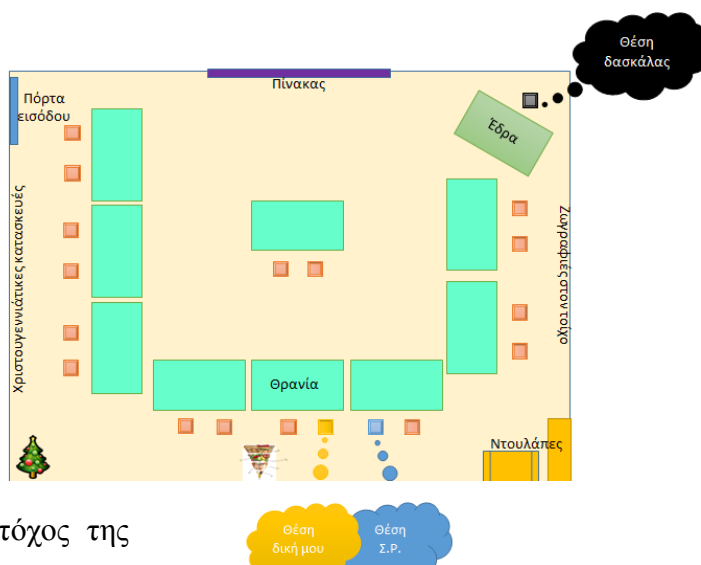 Θέση
δασκάλας
Πίνακας
Πόρτα
εισόδου
Έδρα
Χριστουγεννιάτικες κατασκευές
Ζωγραφιές στον τοίχο
Θρανία
Ντουλάπες
τόχος της
Θέση
δική μου
Θέση
Σ.Ρ.